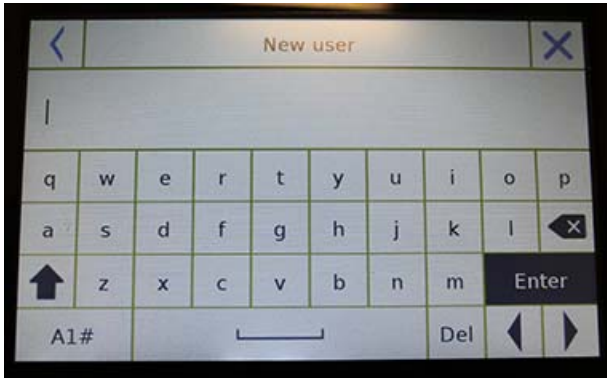 New user
q w e r t y u i o p
a s d f g h j k l
z x c v b n m Enter
A1# Del